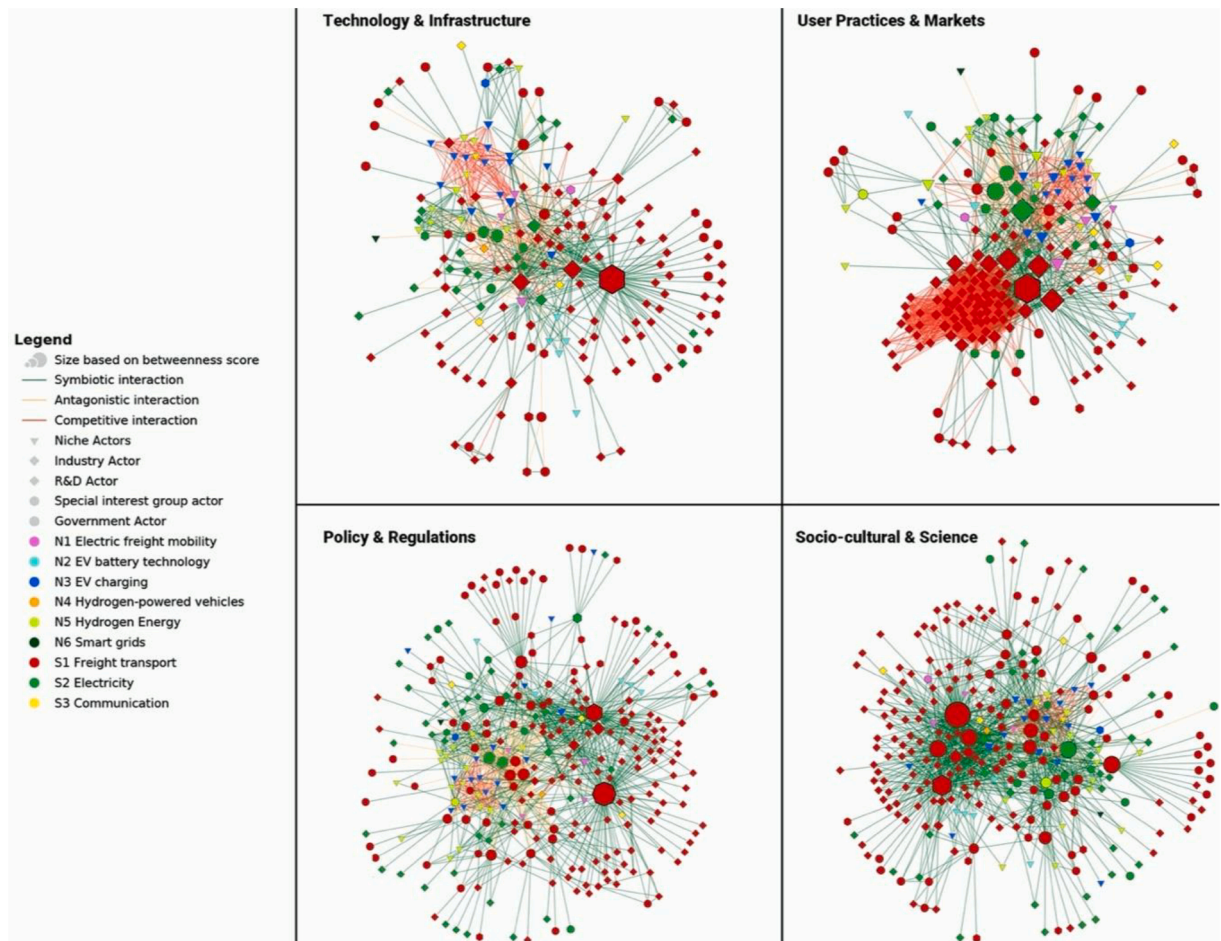 Technology & Infrastructure
User Practices & Markets
Legend
Size based on betweenness score
Symbiotic interaction
Antagonistic interaction
Competitive interaction
Niche Actors
Industry Actor
R&D Actor
Special interest group actor
Government Actor
N1 Electric freight mobility
N2 EV battery technology
N3 EV charging
N4 Hydrogen-powered vehicles
N5 Hydrogen Energy
N6 Smart grids
S1 Freight transport
S2 Electricity
S3 Communication
Policy & Regulations
Socio-cultural & Science